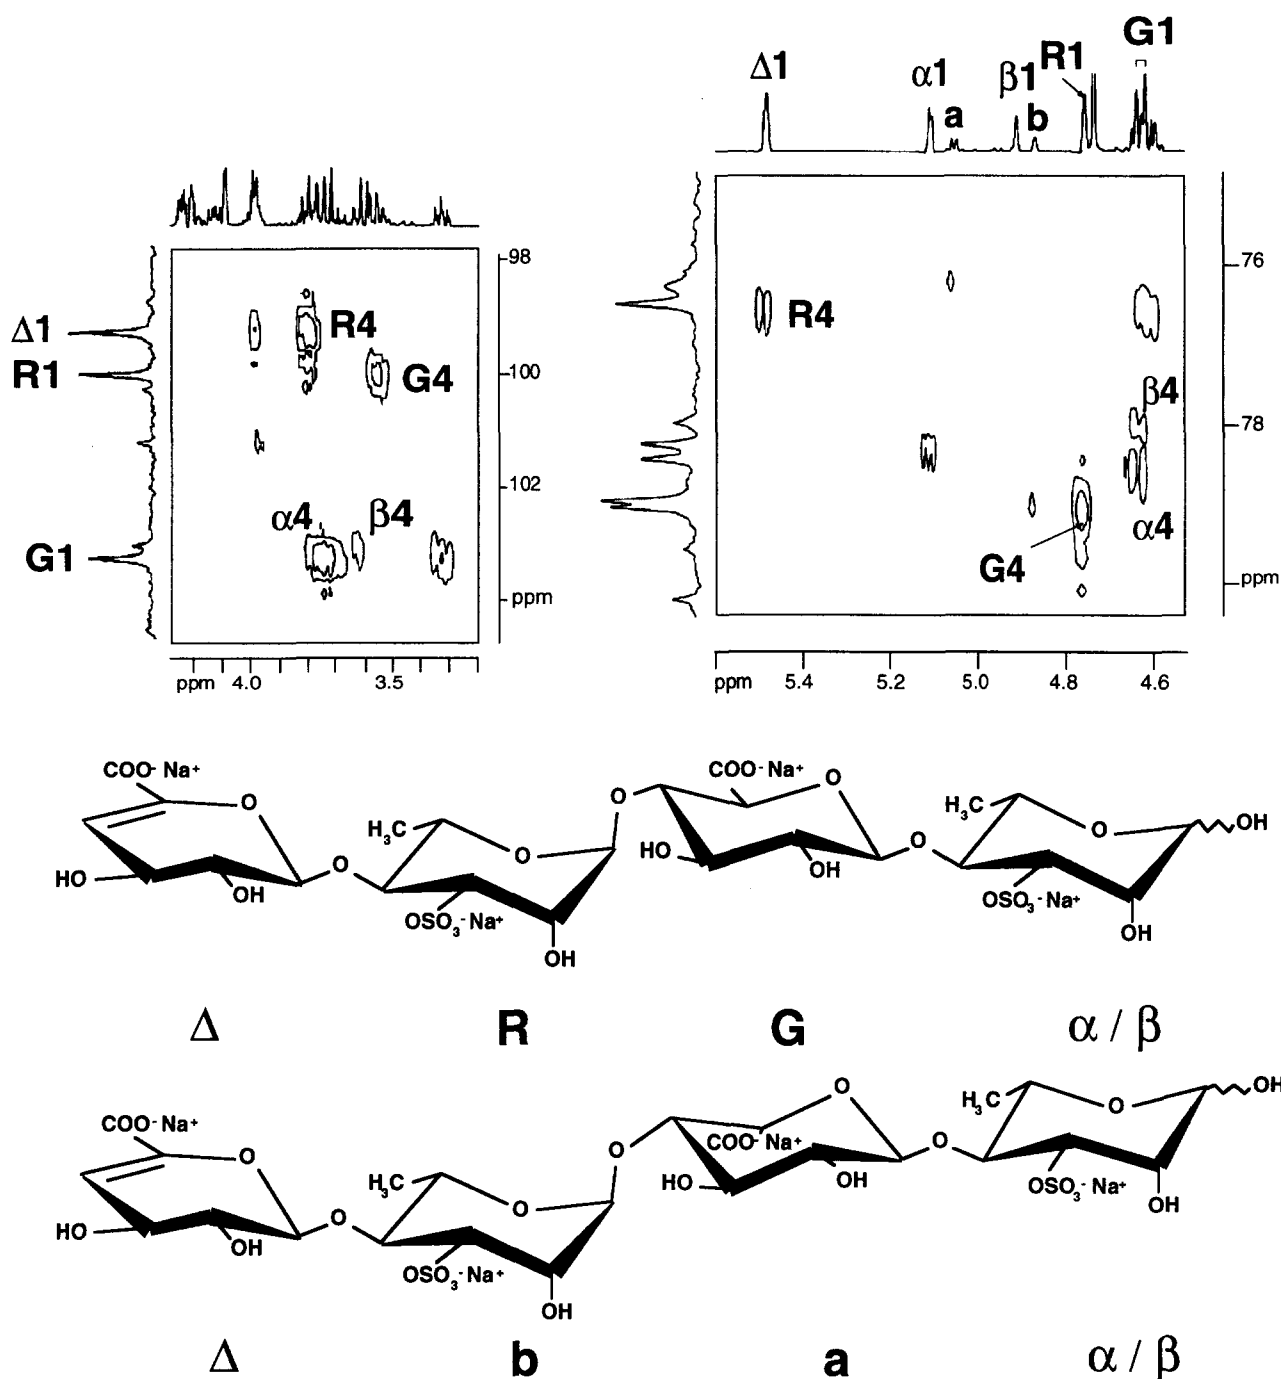 G1
Δ1 α1 a β1 b R1
98
Δ1 R4
R1 100 G4
102
α4 β4
G1
ppm
ppm 4.0 3.5
76
R4
β4
78
α4
G4
ppm
ppm 5.4 5.2 5.0 4.8 4.6
COO- Na+ O
HO OH O
H3C O
OSO3- Na+
OH
O
COO- Na+ O
HO OH O
H3C O OH
OSO3- Na+
OH
Δ R G α / β
COO- Na+ O
HO OH O
H3C O
OSO3- Na+
OH
O
COO- Na+ O
HO OH O
H3C O OH
OSO3- Na+
OH
Δ b a α / β